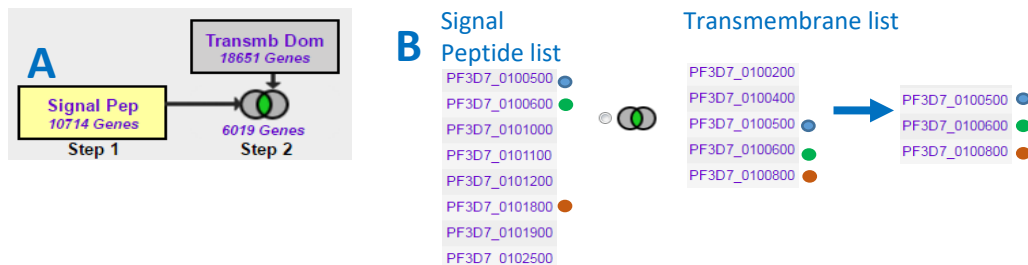 A
Transmb Dom
18651 Genes
Signal Pep
10714 Genes
6019 Genes
Step 1
Step 2
B
Signal
Peptide list
PF3D7_0100500
PF3D7_0100600
PF3D7_0101000
PF3D7_0101100
PF3D7_0101200
PF3D7_0101800
PF3D7_0101900
PF3D7_0102500
Transmembrane list
PF3D7_0100200
PF3D7_0100400
PF3D7_0100500
PF3D7_0100600
PF3D7_0100800
PF3D7_0100500
PF3D7_0100600
PF3D7_0100800